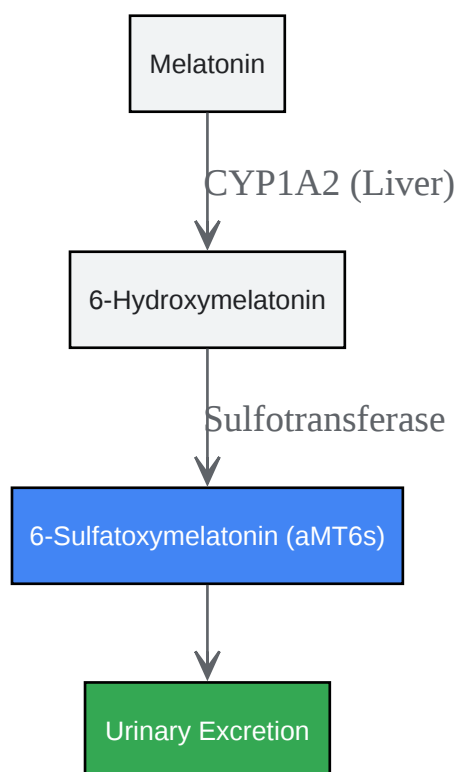 Melatonin
CYP1A2 (Liver)
6-Hydroxymelatonin
Sulfotransferase
6-Sulfatoxymelatonin (aMT6s)
Urinary Excretion